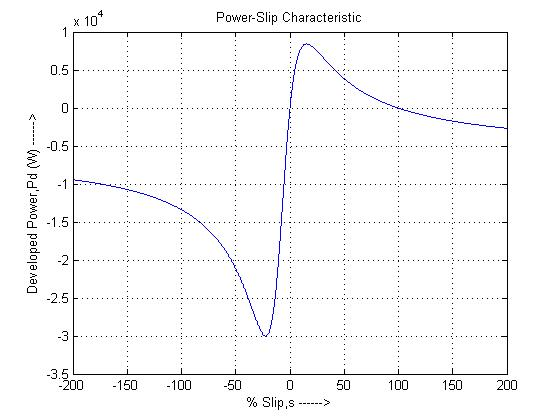 Power-Slip Characteristic
x 10^4
1
0.5
0
-0.5
-1
-1.5
-2
-2.5
-3
-3.5
Developed Power,Pd (W) ------>
-200 -150 -100 -50 0 50 100 150 200
% Slip,s ------>